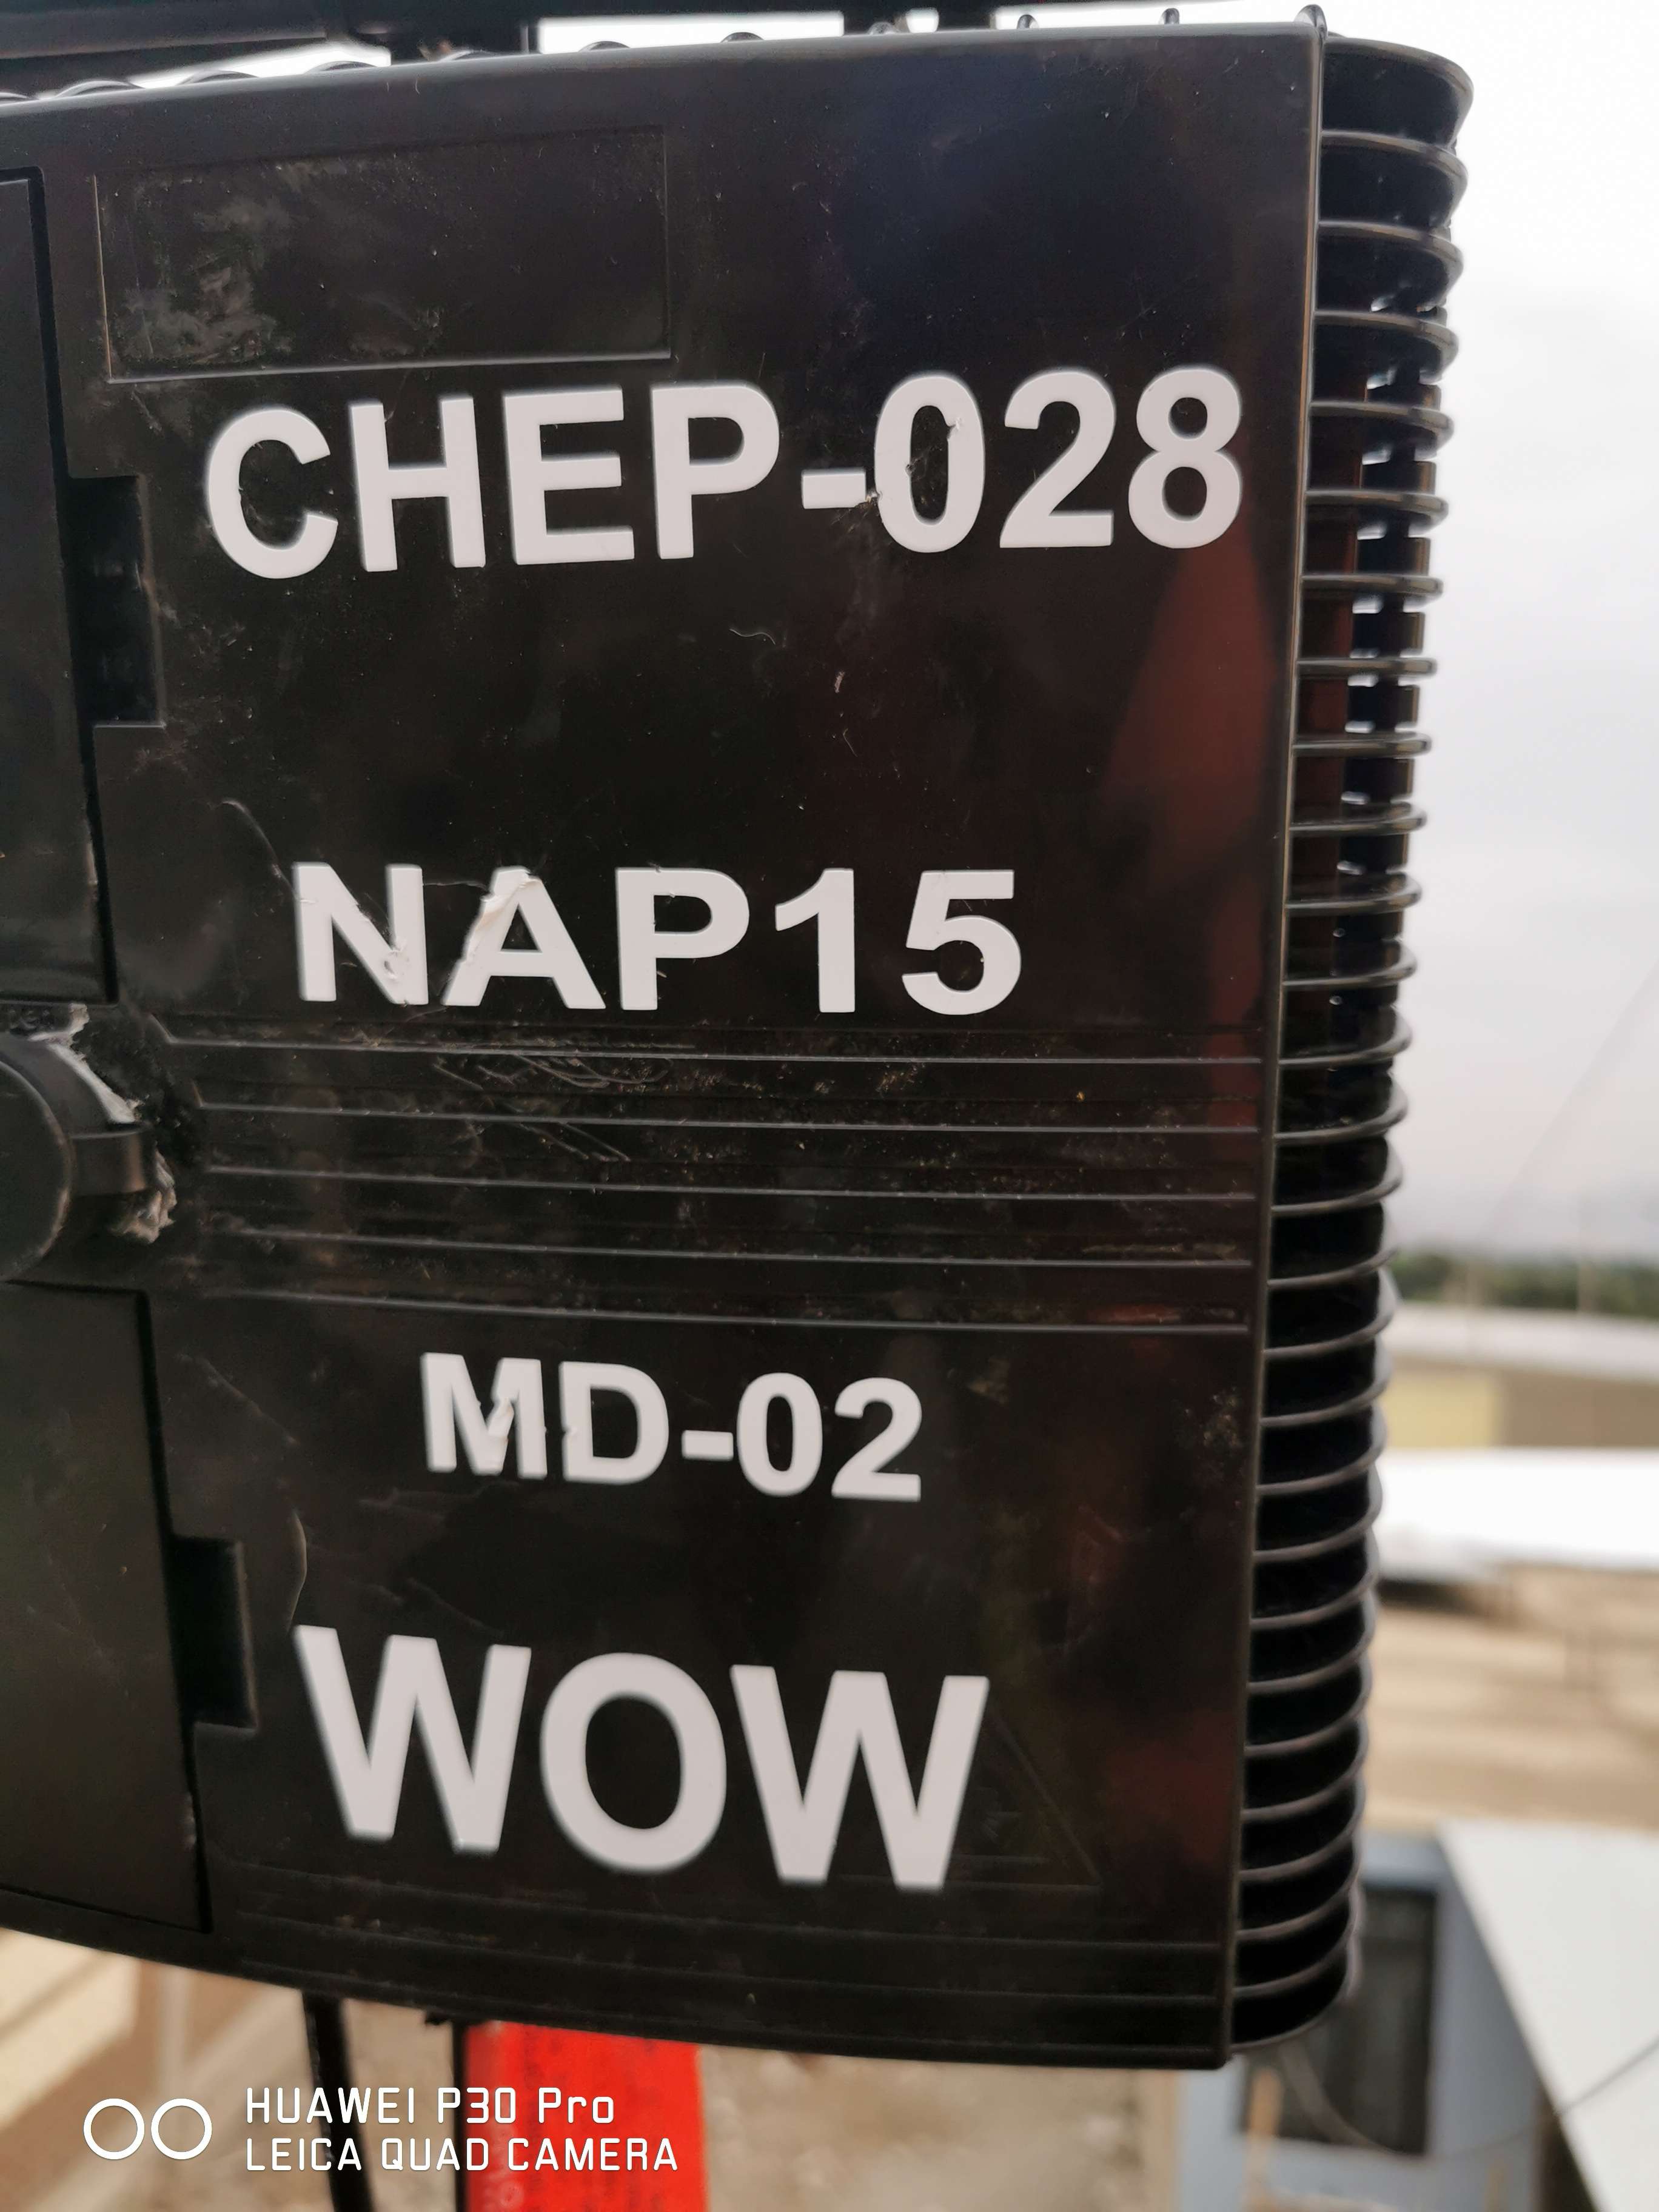 CHEP-028
NAP15
MD-02
WOW
HUAWEI P30 Pro
LEICA QUAD CAMERA